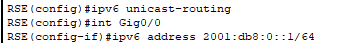 RSE(config)#ipv6 unicast-routing
RSE(config)#int Gig0/0
RSE(config-if)#ipv6 address 2001:db8:0::1/64